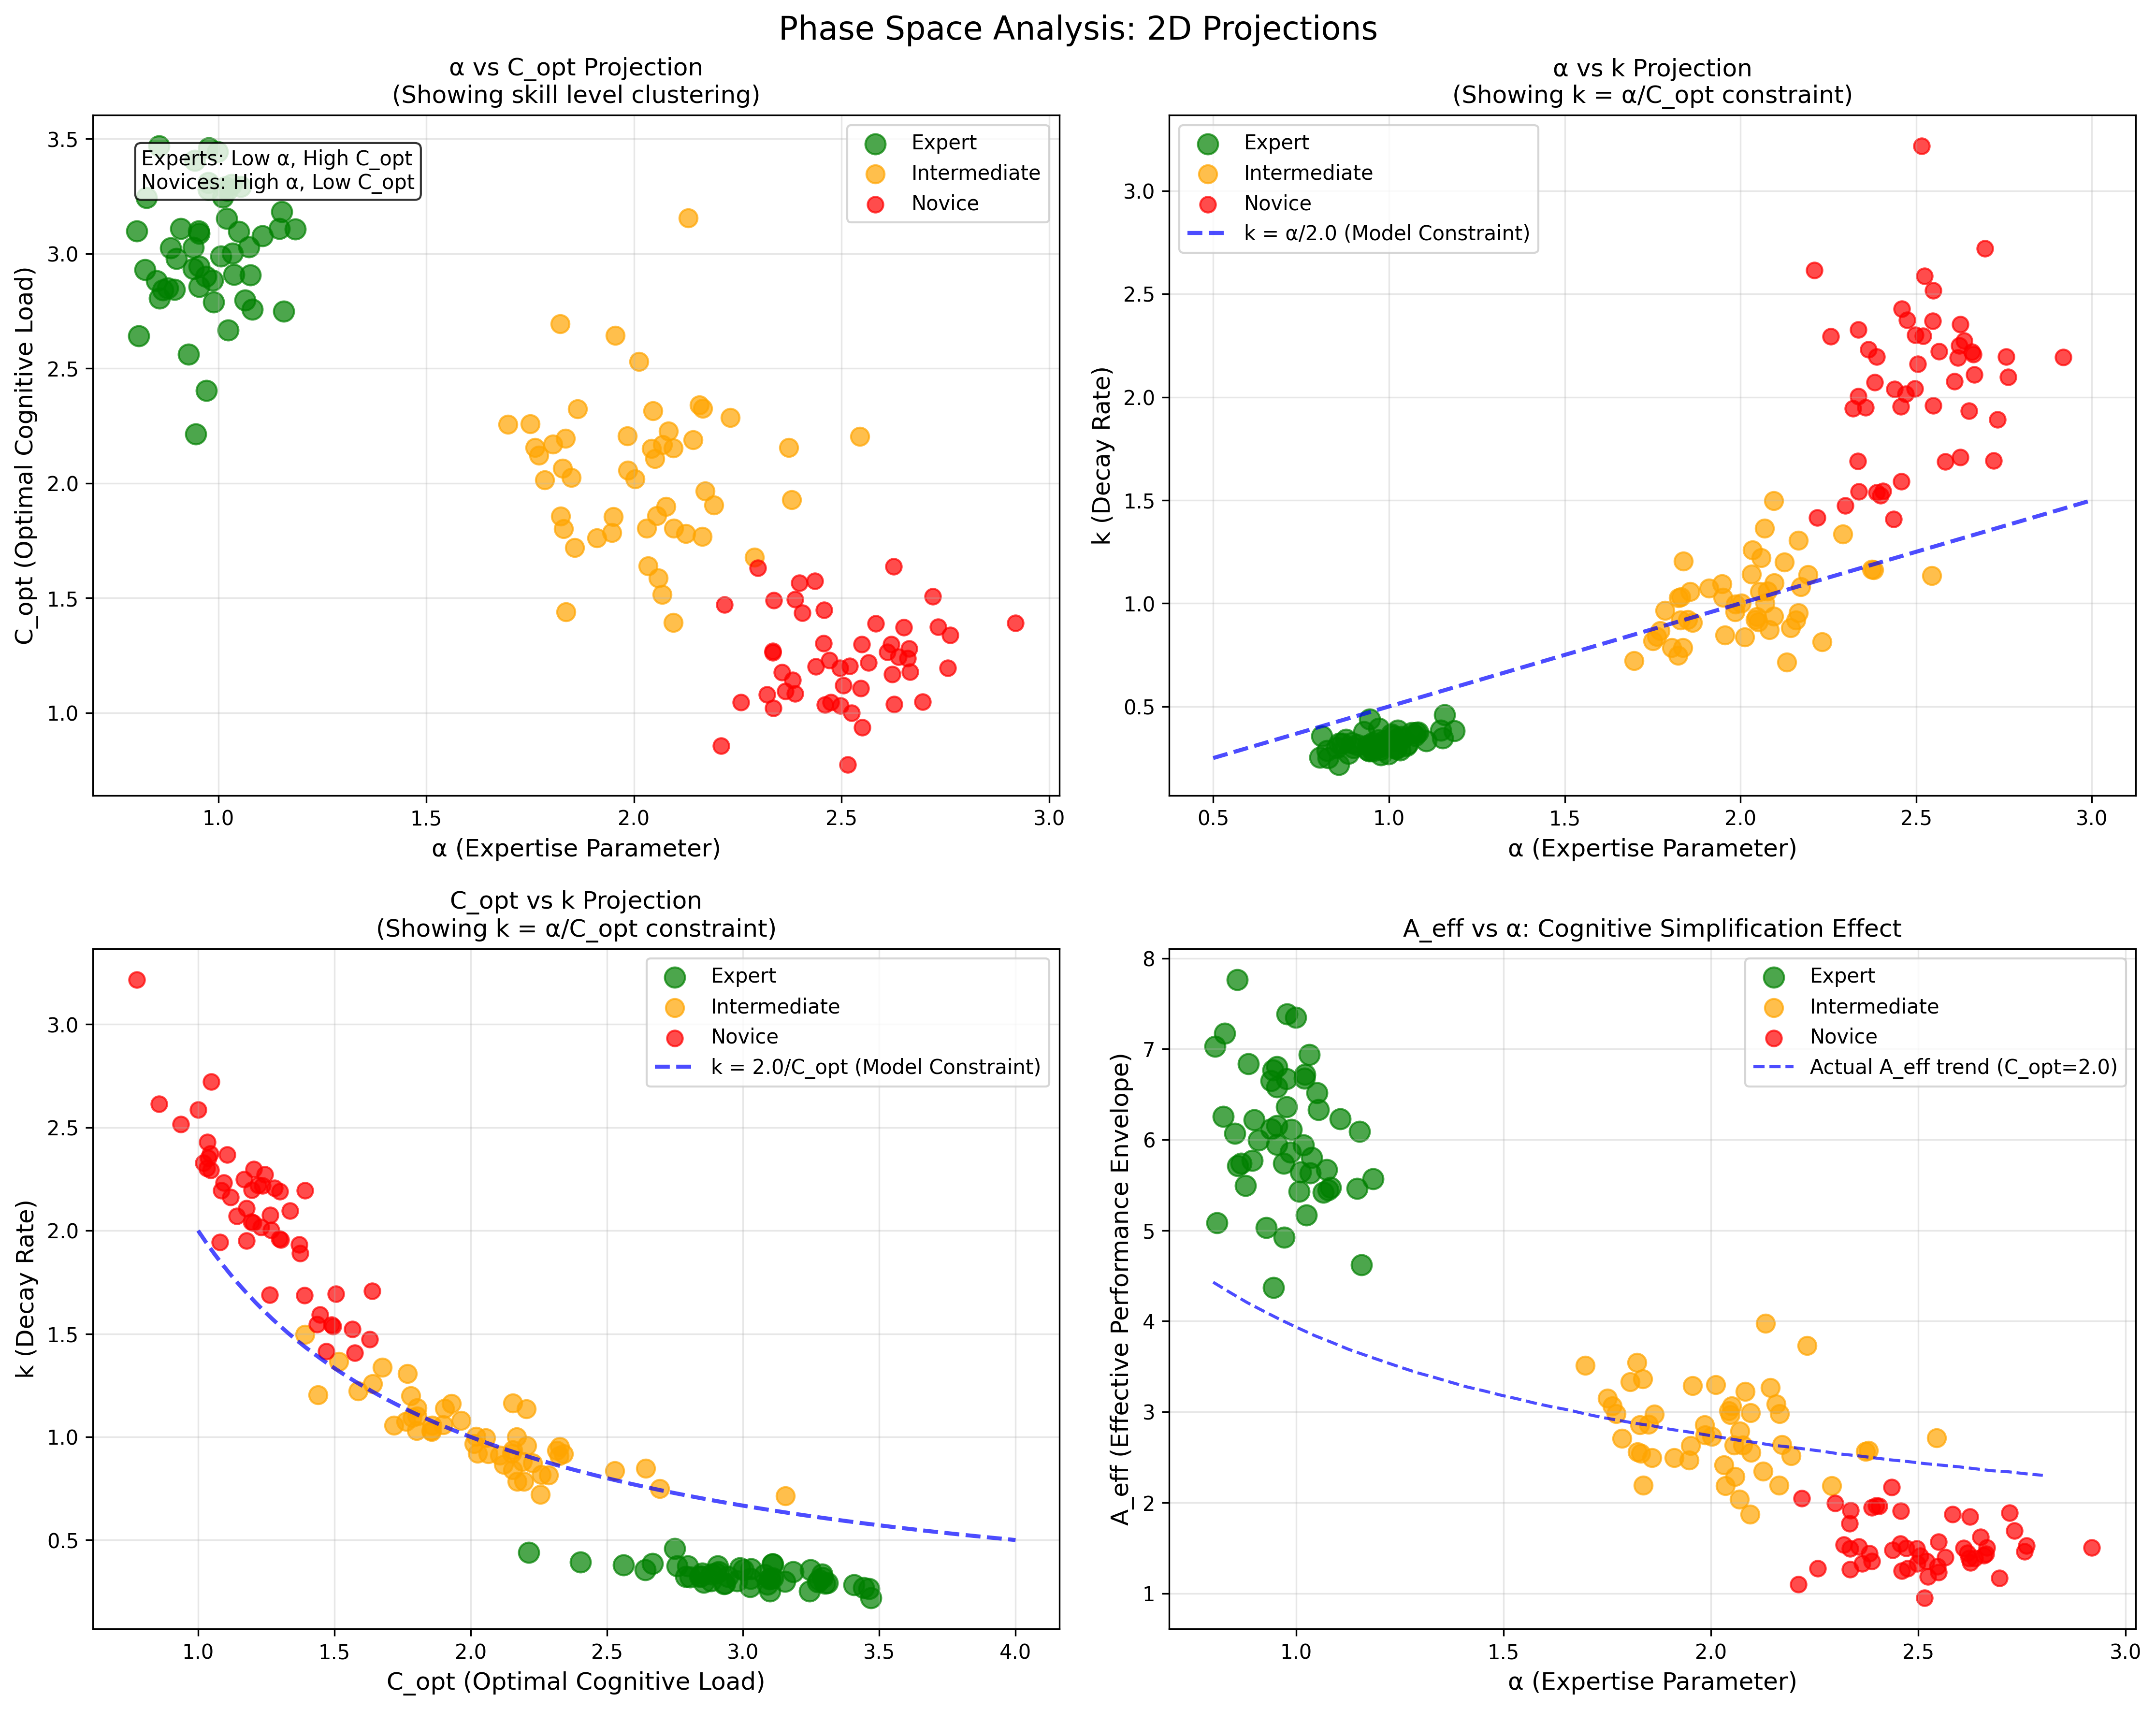 Phase Space Analysis: 2D Projections
α vs C_opt Projection
(Showing skill level clustering)
Experts: Low α, High C_opt
Novices: High α, Low C_opt
Expert
Intermediate
Novice
C_opt (Optimal Cognitive Load)
3.5
3.0
2.5
2.0
1.5
1.0
1.0
1.5
2.0
2.5
3.0
α (Expertise Parameter)
α vs k Projection
(Showing k = α/C_opt constraint)
Expert
Intermediate
Novice
k = α/2.0 (Model Constraint)
k (Decay Rate)
3.0
2.5
2.0
1.5
1.0
0.5
0.5
1.0
1.5
2.0
2.5
3.0
α (Expertise Parameter)
C_opt vs k Projection
(Showing k = α/C_opt constraint)
Expert
Intermediate
Novice
k = 2.0/C_opt (Model Constraint)
k (Decay Rate)
3.0
2.5
2.0
1.5
1.0
0.5
1.0
1.5
2.0
2.5
3.0
3.5
4.0
C_opt (Optimal Cognitive Load)
A_eff vs α: Cognitive Simplification Effect
Expert
Intermediate
Novice
Actual A_eff trend (C_opt=2.0)
A_eff (Effective Performance Envelope)
8
7
6
5
4
3
2
1
1.0
1.5
2.0
2.5
3.0
α (Expertise Parameter)